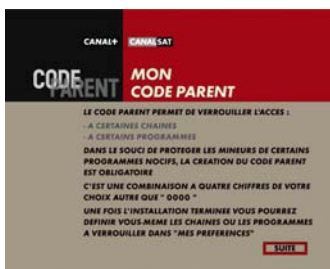 CANAL+ CANALSAT
CODE PARENT
MON
CODE PARENT
LE CODE PARENT PERMET DE VERROUILLER L'ACCES :
- A CERTAINES CHAINES
- A CERTAINS PROGRAMMES
DANS LE SOUCI DE PROTEGER LES MINEURS DE CERTAINS
PROGRAMMES NOCIFS, LA CREATION DU CODE PARENT
EST OBLIGATOIRE
C'EST UNE COMBINAISON A QUATRE CHIFFRES DE VOTRE
CHOIX AUTRE QUE " 0000 "
UNE FOIS L'INSTALLATION TERMINEE VOUS POURREZ
DEFINIR VOUS-MEME LES CHAINES OU LES PROGRAMMES
A VERROUILLER DANS "MES PREFERENCES"
SUITE